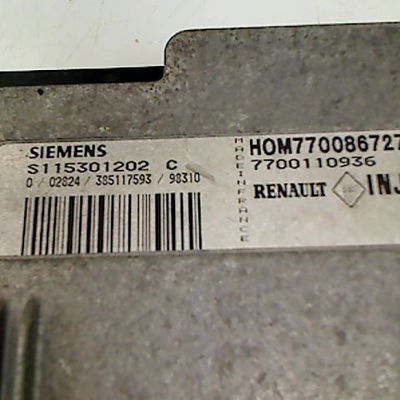 SIEMENS
S115301202 C
0 / 02824 / 385117593 / 98310
MADE IN FRANCE
HOM770086727
7700110936
RENAULT INJ